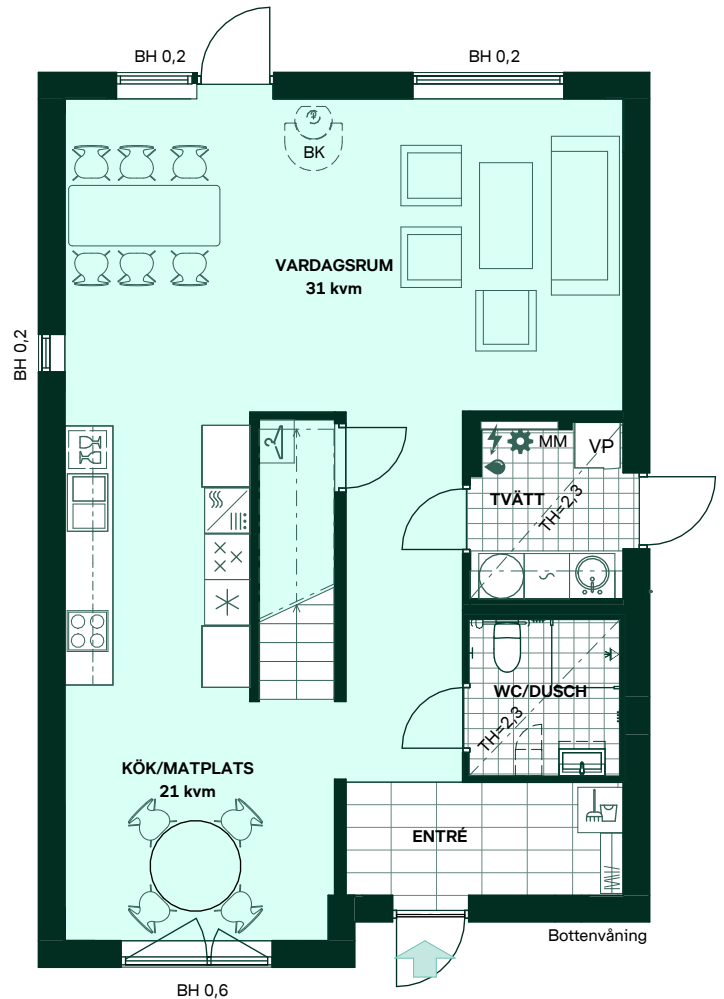 BH 0,2
BH 0,2
BK
VARDAGSRUM
31 kvm
BH 0,2
MM
VP
TVÄTT
TH=2,3
WC/DUSCH
TH=2,3
KÖK/MATPLATS
21 kvm
ENTRÉ
Bottenvåning
BH 0,6